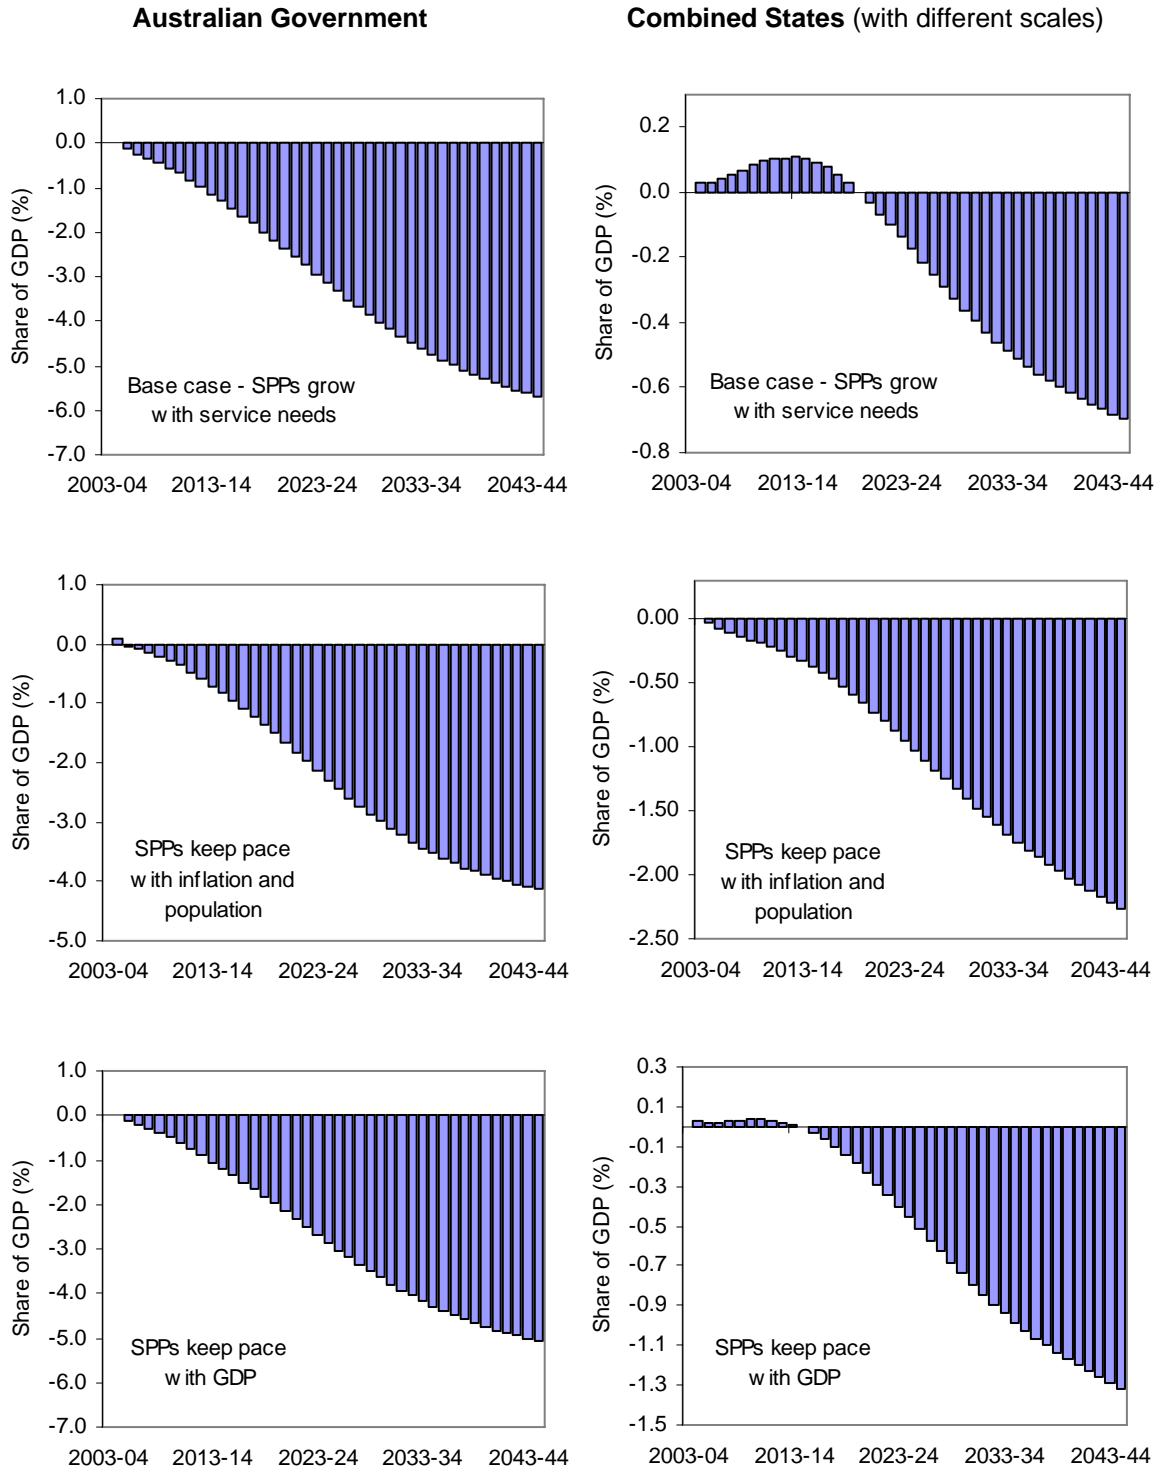 Australian Government
Combined States (with different scales)
1.0
0.0
-1.0
-2.0
-3.0
-4.0
-5.0
-6.0
-7.0
Share of GDP (%)
Base case - SPPs grow
with service needs
2003-04 2013-14 2023-24 2033-34 2043-44
0.2
0.0
-0.2
-0.4
-0.6
-0.8
Share of GDP (%)
Base case - SPPs grow
with service needs
2003-04 2013-14 2023-24 2033-34 2043-44
1.0
0.0
-1.0
-2.0
-3.0
-4.0
-5.0
Share of GDP (%)
SPPs keep pace
with inflation and
population
2003-04 2013-14 2023-24 2033-34 2043-44
0.00
-0.50
-1.00
-1.50
-2.00
-2.50
Share of GDP (%)
SPPs keep pace
with inflation and
population
2003-04 2013-14 2023-24 2033-34 2043-44
1.0
0.0
-1.0
-2.0
-3.0
-4.0
-5.0
-6.0
-7.0
Share of GDP (%)
SPPs keep pace
with GDP
2003-04 2013-14 2023-24 2033-34 2043-44
0.3
0.1
-0.1
-0.3
-0.5
-0.7
-0.9
-1.1
-1.3
-1.5
Share of GDP (%)
SPPs keep pace
with GDP
2003-04 2013-14 2023-24 2033-34 2043-44